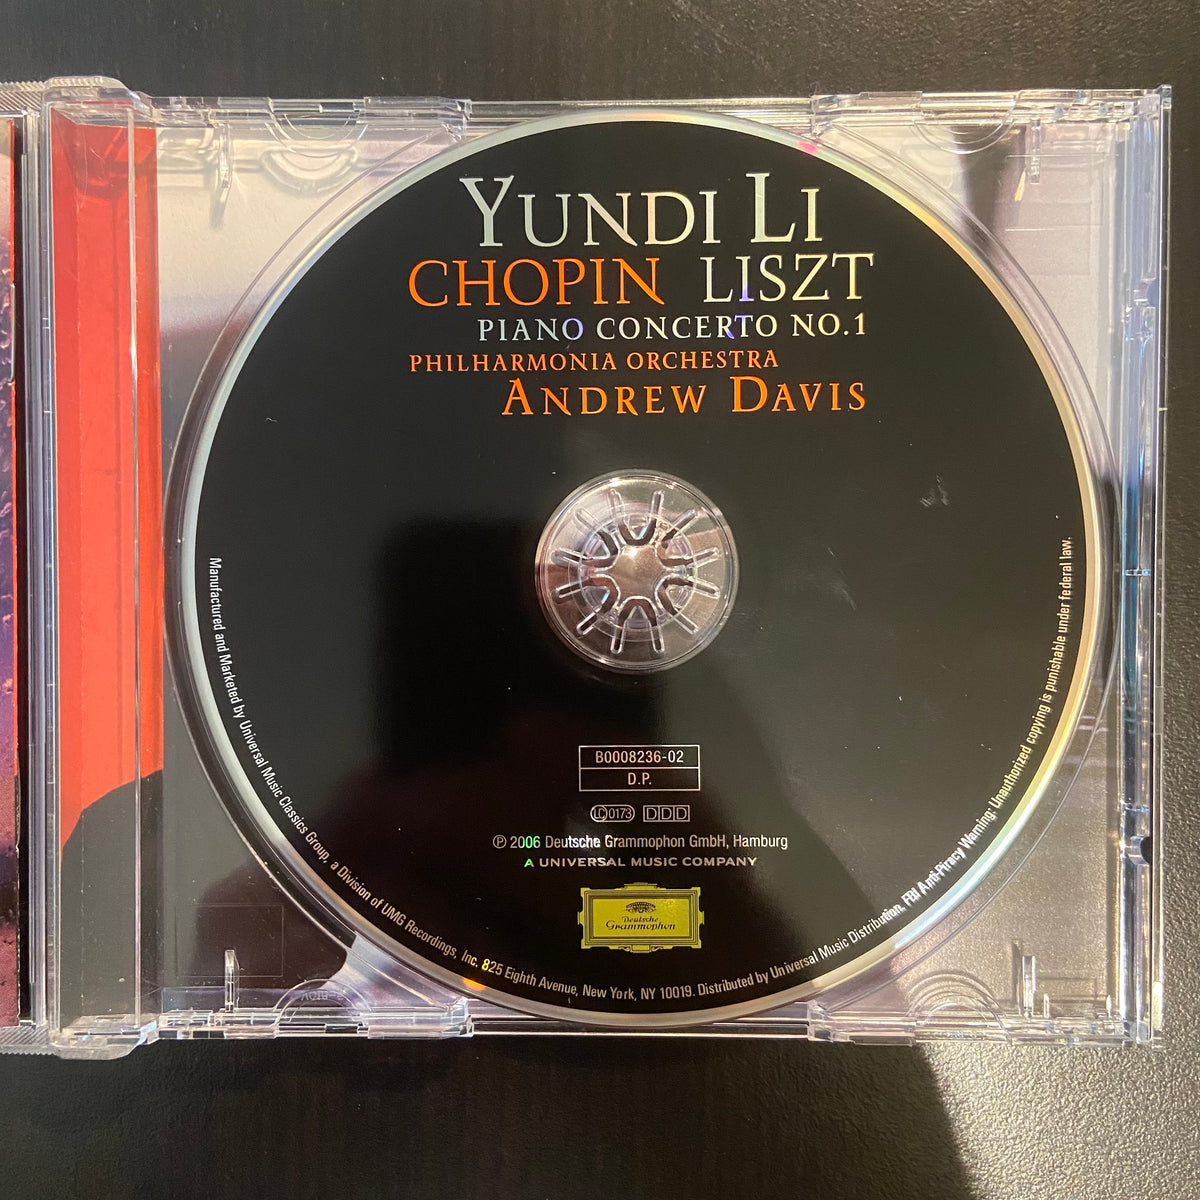 YUNDI LI
CHOPIN LISZT
PIANO CONCERTO NO.1
PHILHARMONIA ORCHESTRA
ANDREW DAVIS
B0008236-02
D.P.
LC 0173 DDD
℗ 2006 Deutsche Grammophon GmbH, Hamburg
A UNIVERSAL MUSIC COMPANY
Deutsche
Grammophon
Manufactured and Marketed by Universal Music Classics Group, a Division of UMG Recordings, Inc. 825 Eighth Avenue, New York, NY 10019. Distributed by Universal Music Distribution, FBI Anti-Piracy Warning: Unauthorized copying is punishable under federal law.